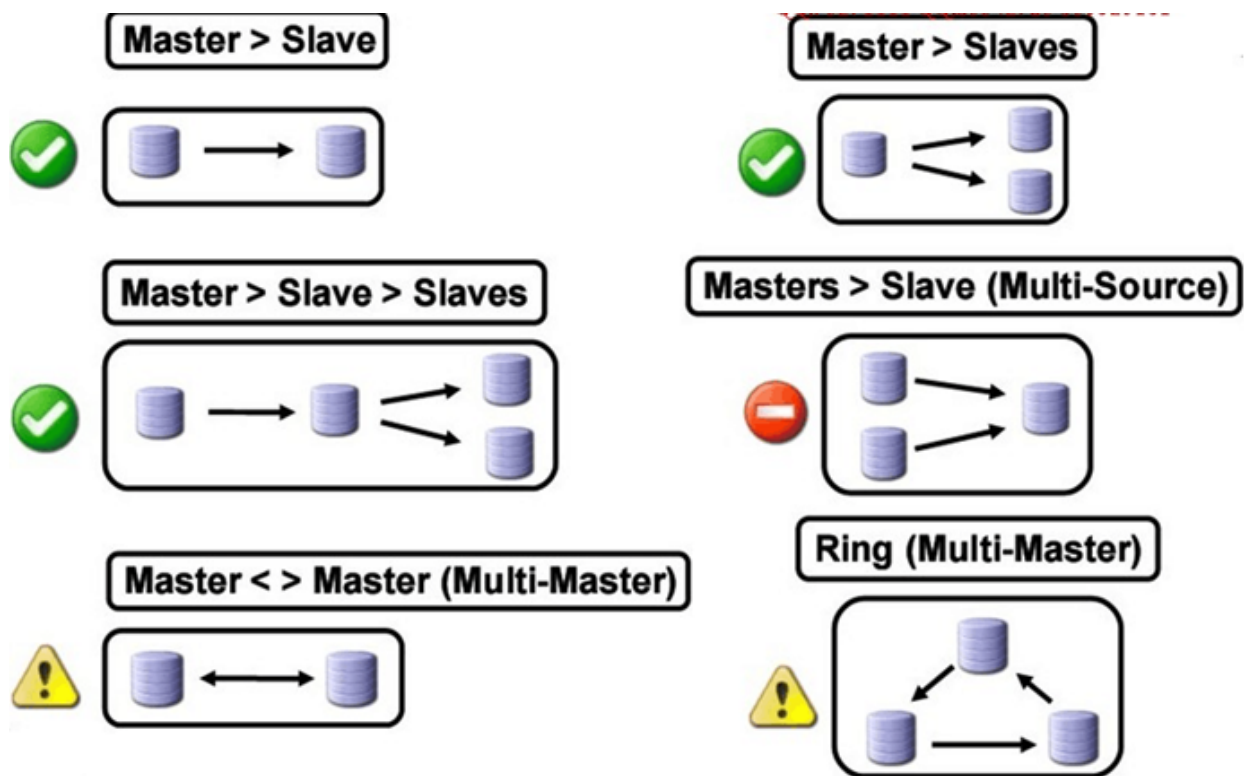 Master > Slave
Master > Slaves
Master > Slave > Slaves
Masters > Slave (Multi-Source)
Master < > Master (Multi-Master)
Ring (Multi-Master)